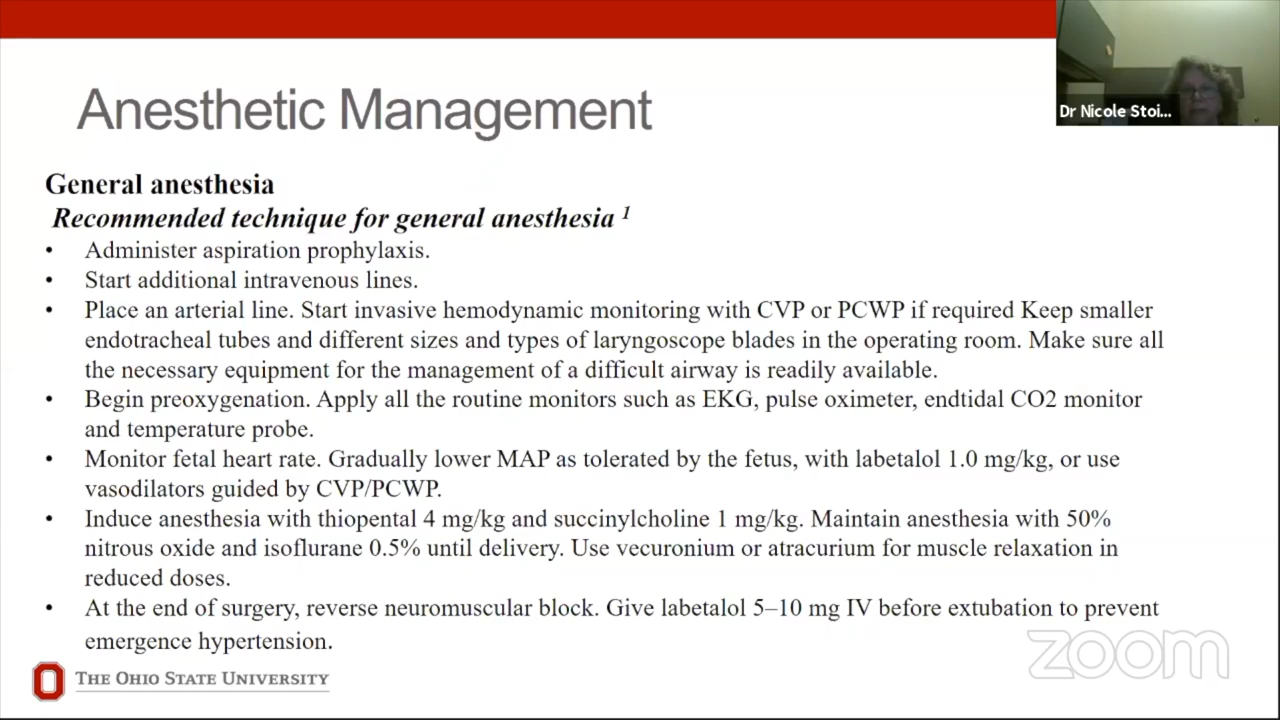 Anesthetic Management
Dr Nicole Stoi...
General anesthesia
Recommended technique for general anesthesia 1
• Administer aspiration prophylaxis.
• Start additional intravenous lines.
• Place an arterial line. Start invasive hemodynamic monitoring with CVP or PCWP if required Keep smaller
endotracheal tubes and different sizes and types of laryngoscope blades in the operating room. Make sure all
the necessary equipment for the management of a difficult airway is readily available.
• Begin preoxygenation. Apply all the routine monitors such as EKG, pulse oximeter, endtidal CO2 monitor
and temperature probe.
• Monitor fetal heart rate. Gradually lower MAP as tolerated by the fetus, with labetalol 1.0 mg/kg, or use
vasodilators guided by CVP/PCWP.
• Induce anesthesia with thiopental 4 mg/kg and succinylcholine 1 mg/kg. Maintain anesthesia with 50%
nitrous oxide and isoflurane 0.5% until delivery. Use vecuronium or atracurium for muscle relaxation in
reduced doses.
• At the end of surgery, reverse neuromuscular block. Give labetalol 5–10 mg IV before extubation to prevent
emergence hypertension.
zoom
THE OHIO STATE UNIVERSITY